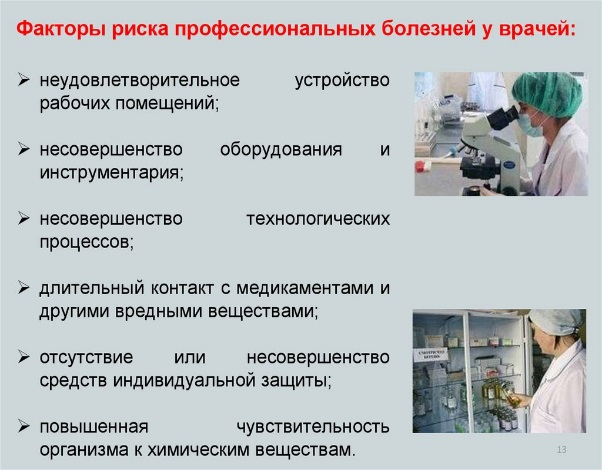 Факторы риска профессиональных болезней у врачей:
➢ неудовлетворительное устройство
рабочих помещений;
➢ несовершенство оборудования и
инструментария;
➢ несовершенство технологических
процессов;
➢ длительный контакт с медикаментами и
другими вредными веществами;
➢ отсутствие или несовершенство
средств индивидуальной защиты;
➢ повышенная чувствительность
организма к химическим веществам.
13